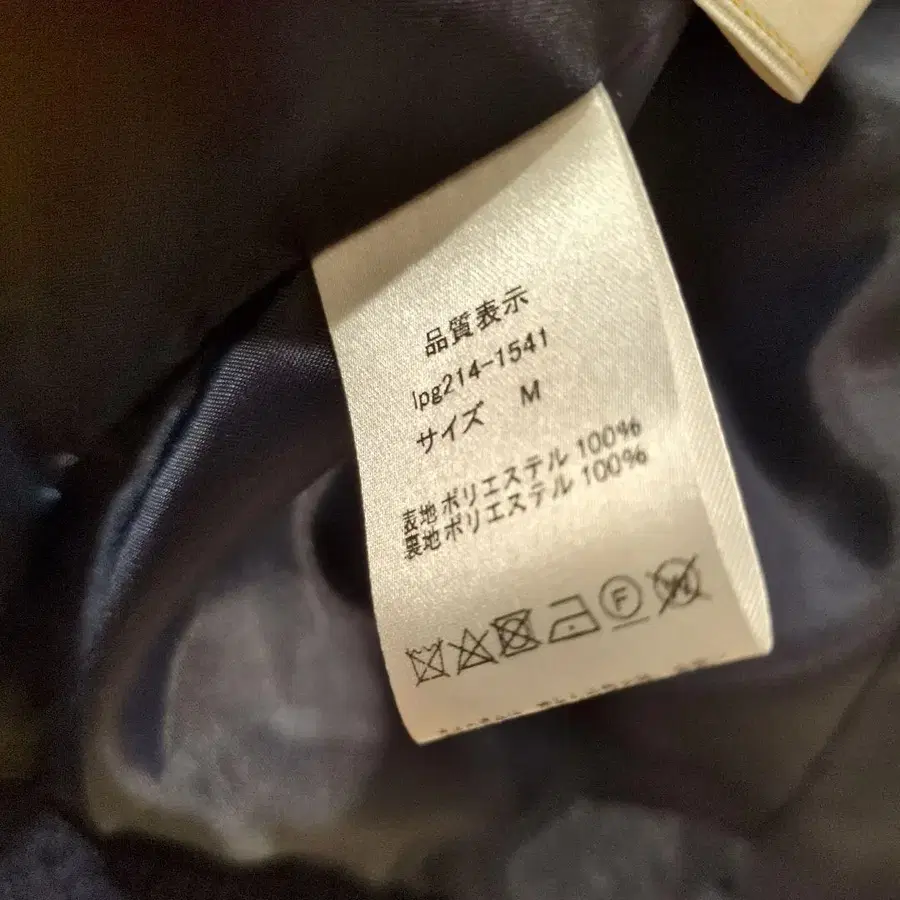 品質表示
lpg214-1541
サイズ M
表地 ポリエステル 100%
裏地 ポリエステル 100%
F
W